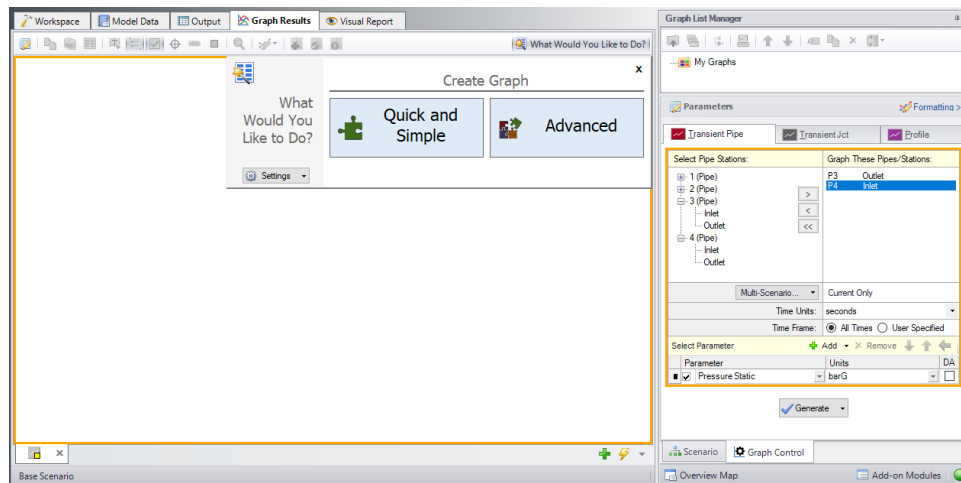 Workspace Model Data Output Graph Results Visual Report
What Would You Like to Do?
What
Would You
Like to Do?
Settings
Create Graph x
Quick and
Simple
Advanced
Base Scenario
Graph List Manager
My Graphs
Parameters Formatting >
Transient Pipe Transient Jct Profile
Select Pipe Stations: Graph These Pipes/Stations:
1 (Pipe)
2 (Pipe)
3 (Pipe)
Inlet
Outlet
4 (Pipe)
Inlet
Outlet
>
<
<<
P3 Outlet
P4 Inlet
Multi-Scenario... Current Only
Time Units: seconds
Time Frame: All Times User Specified
Select Parameter Add Remove
Parameter Units DA
Pressure Static barG
Generate
Scenario Graph Control
Overview Map Add-on Modules